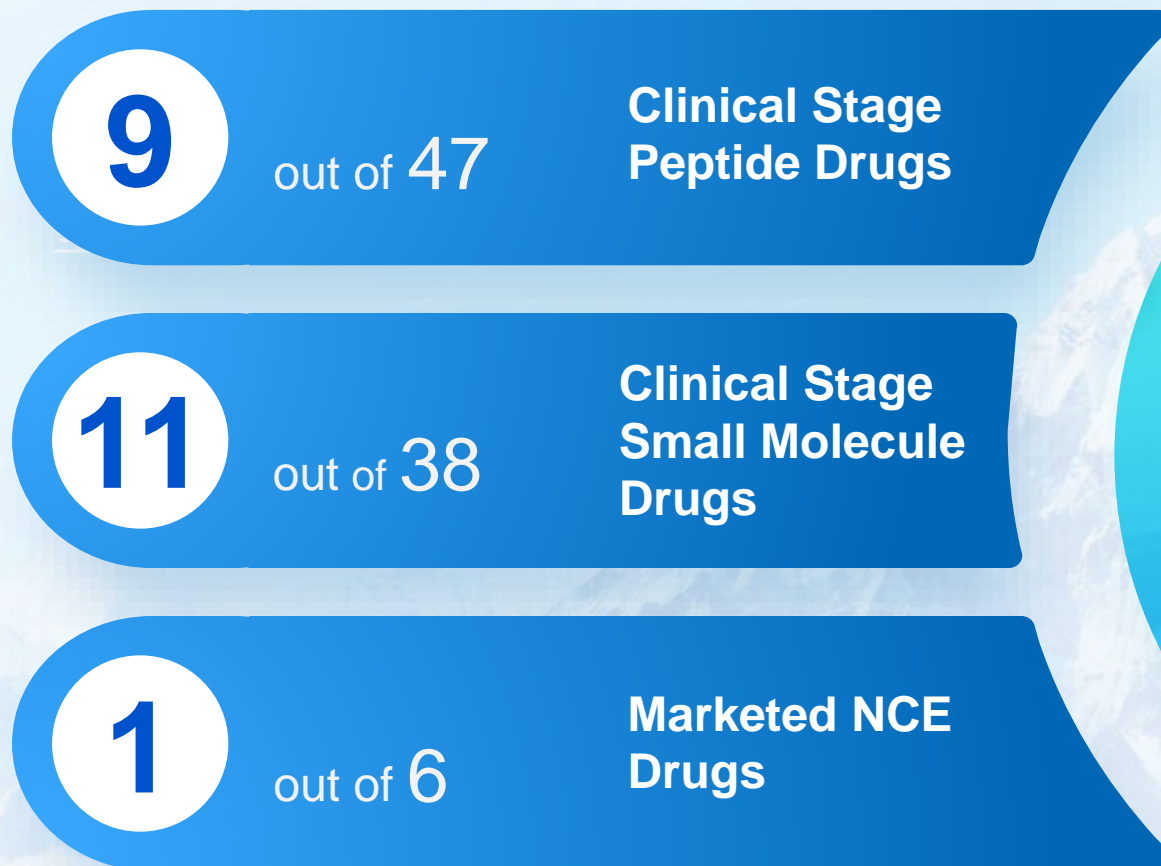 9
out of 47
Clinical Stage
Peptide Drugs
11
out of 38
Clinical Stage
Small Molecule
Drugs
1
out of 6
Marketed NCE
Drugs